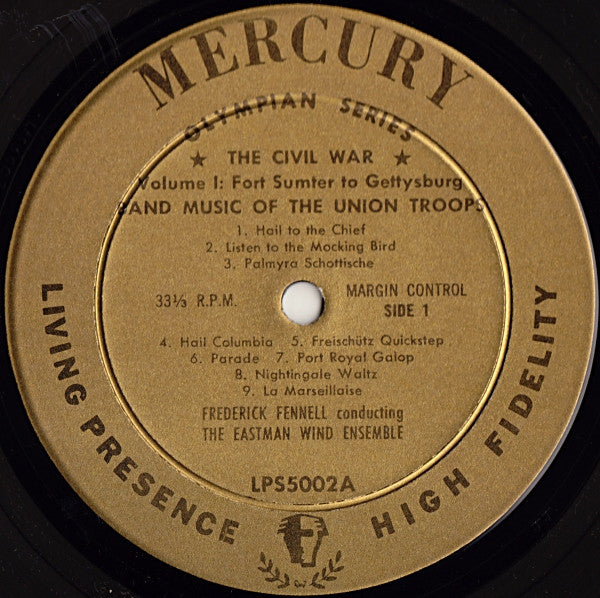 MERCURY
OLYMPIAN SERIES
★ THE CIVIL WAR ★
Volume I: Fort Sumter to Gettysburg
BAND MUSIC OF THE UNION TROOPS
1. Hail to the Chief
2. Listen to the Mocking Bird
3. Palmyra Schottische
33⅓ R.P.M.
MARGIN CONTROL
SIDE 1
4. Hail Columbia 5. Freischütz Quickstep
6. Parade 7. Port Royal Galop
8. Nightingale Waltz
9. La Marseillaise
FREDERICK FENNELL conducting
THE EASTMAN WIND ENSEMBLE
LPS5002A
LIVING PRESENCE
HIGH FIDELITY